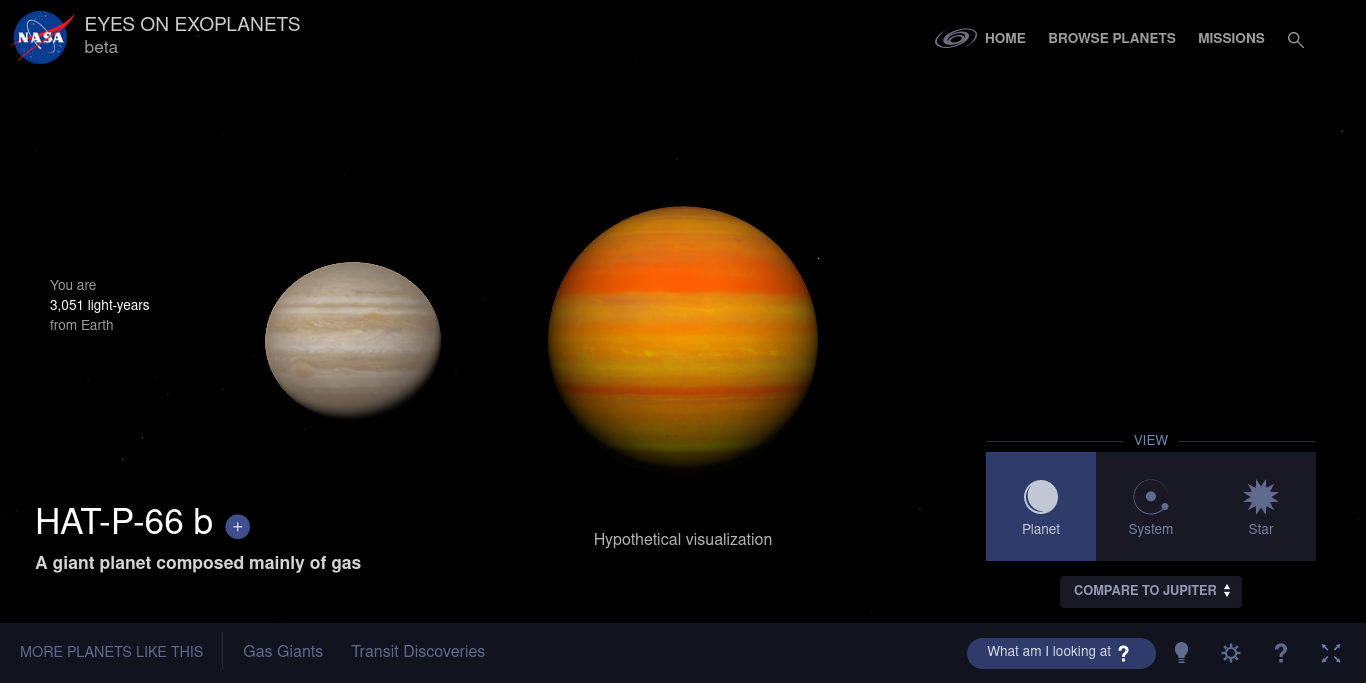 NASA
EYES ON EXOPLANETS
beta
HOME
BROWSE PLANETS
MISSIONS
You are
3,051 light-years
from Earth
HAT-P-66 b +
A giant planet composed mainly of gas
Hypothetical visualization
VIEW
Planet
System
Star
COMPARE TO JUPITER
MORE PLANETS LIKE THIS
Gas Giants
Transit Discoveries
What am I looking at ?
?